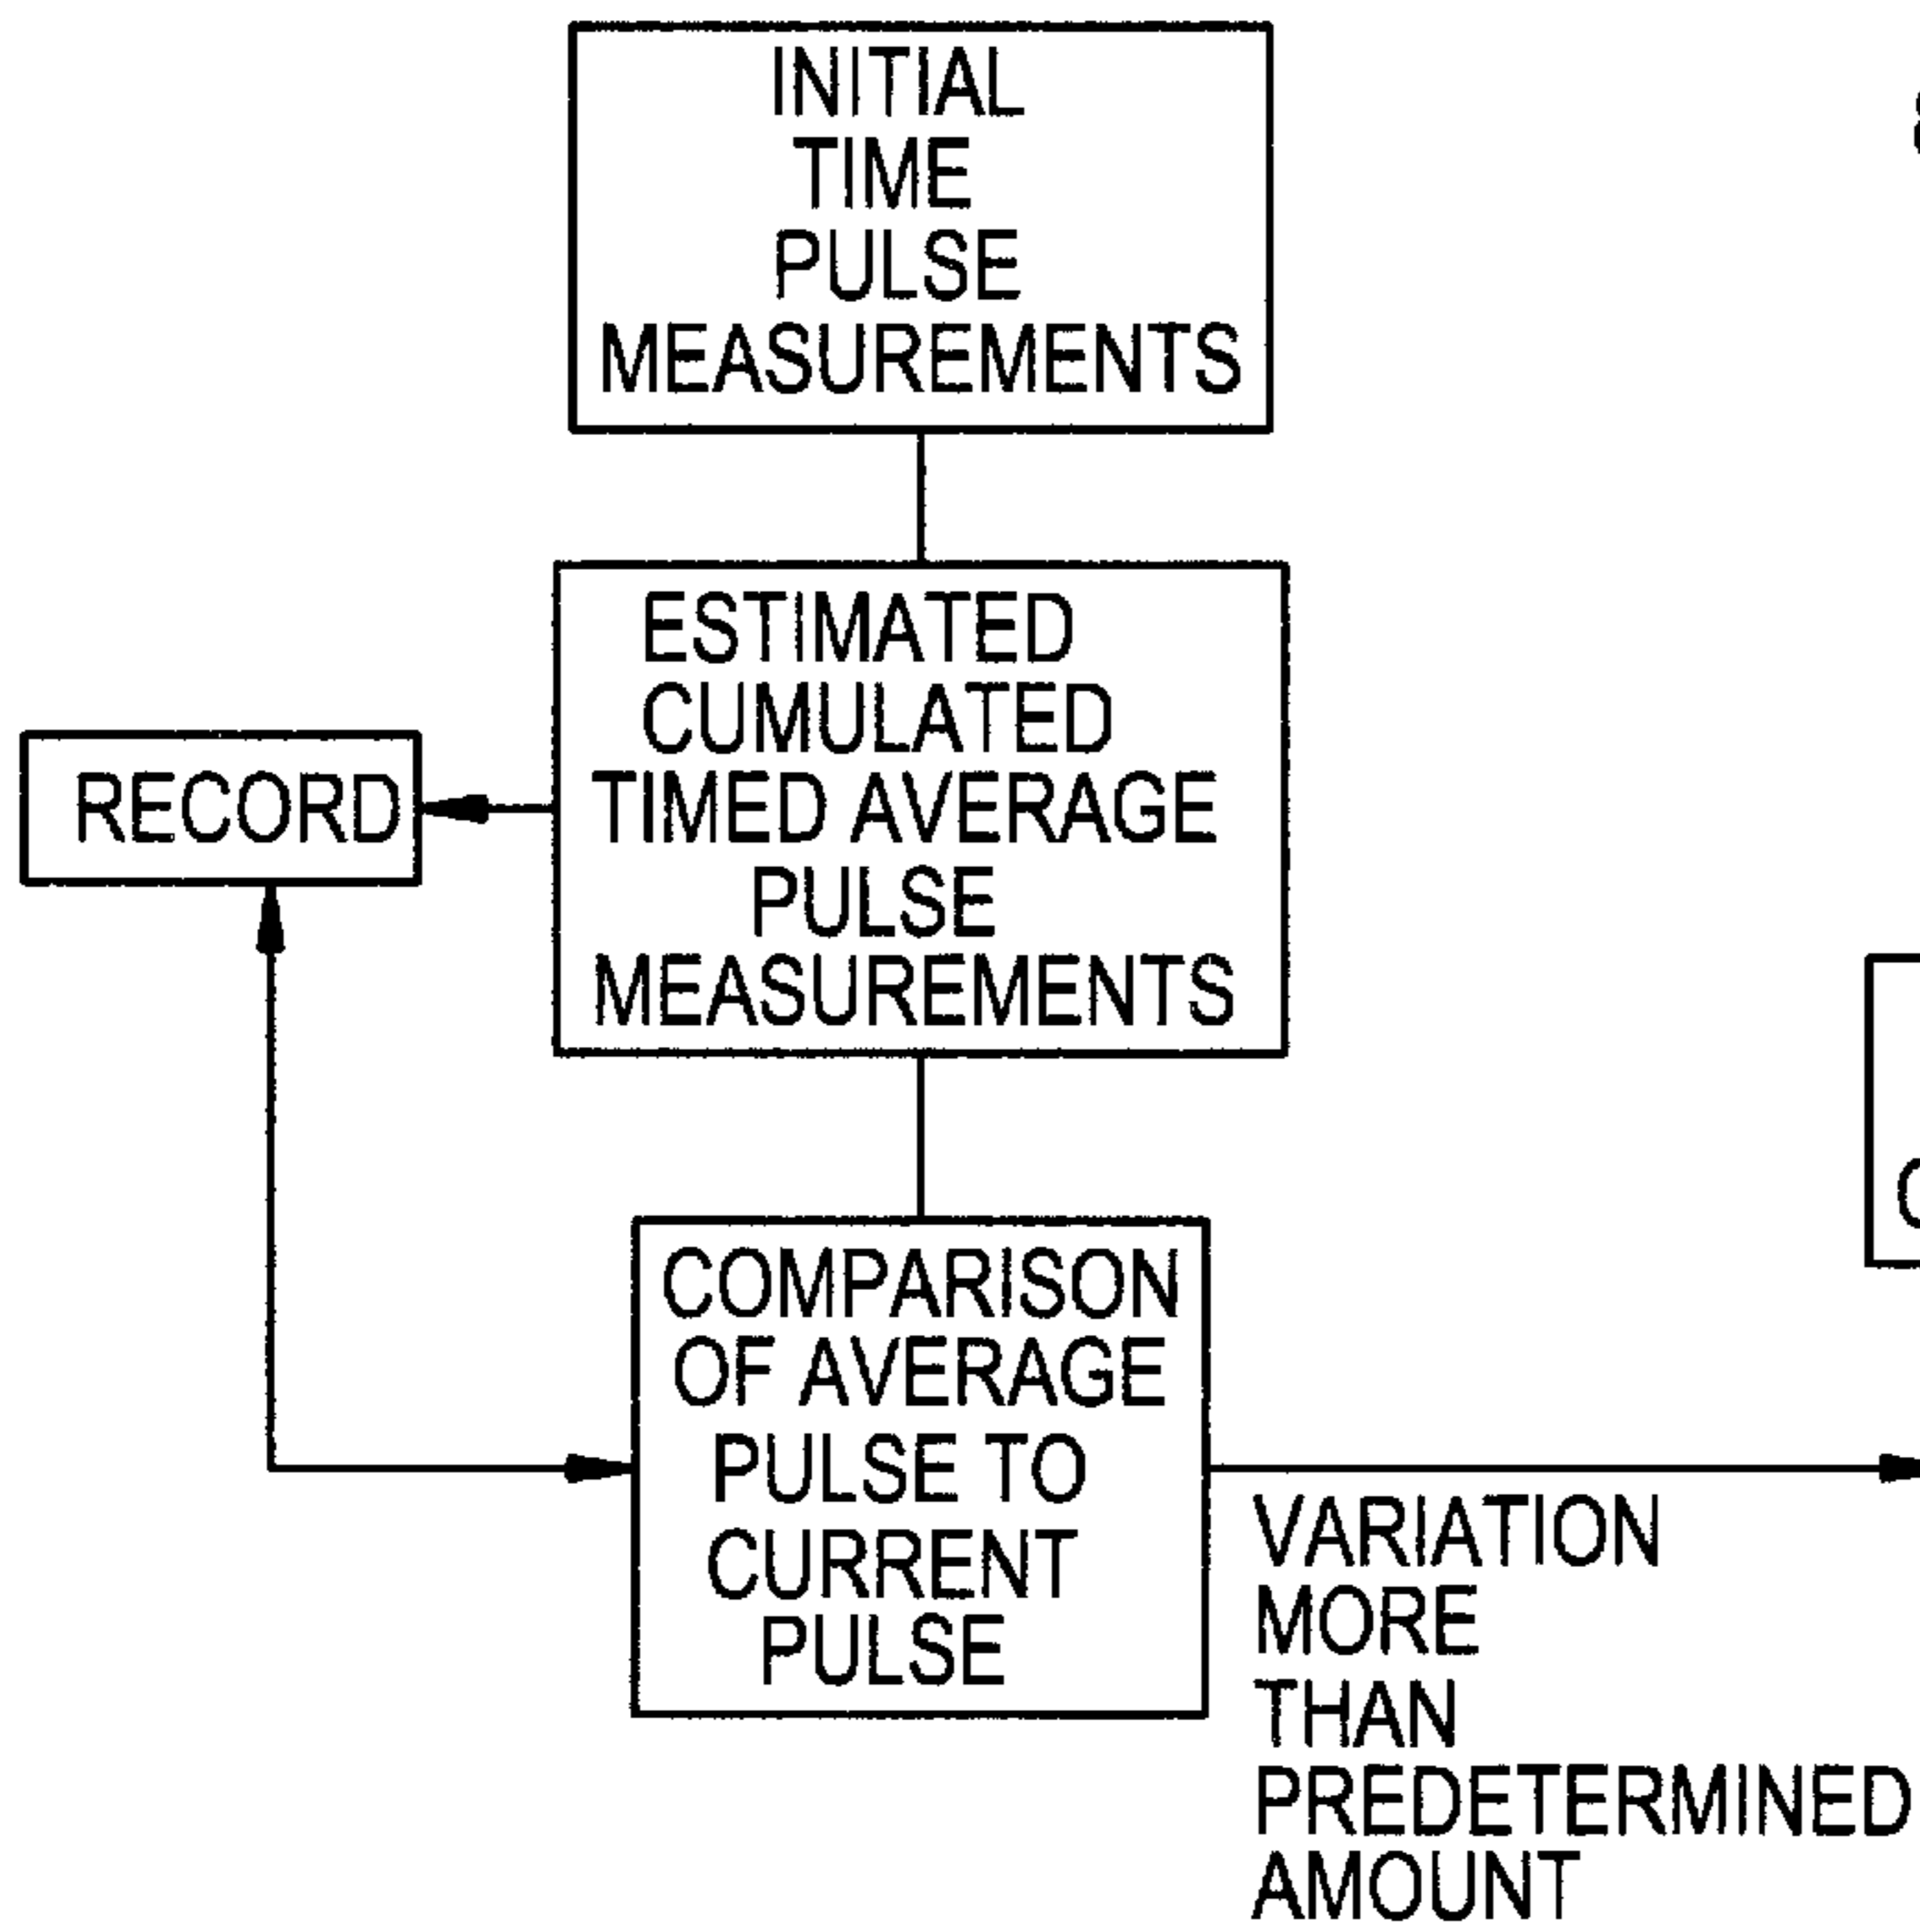 INITIAL
TIME
PULSE
MEASUREMENTS
ESTIMATED
CUMULATED
TIMED AVERAGE
PULSE
MEASUREMENTS
RECORD
COMPARISON
OF AVERAGE
PULSE TO
CURRENT
PULSE
VARIATION
MORE
THAN
PREDETERMINED
AMOUNT